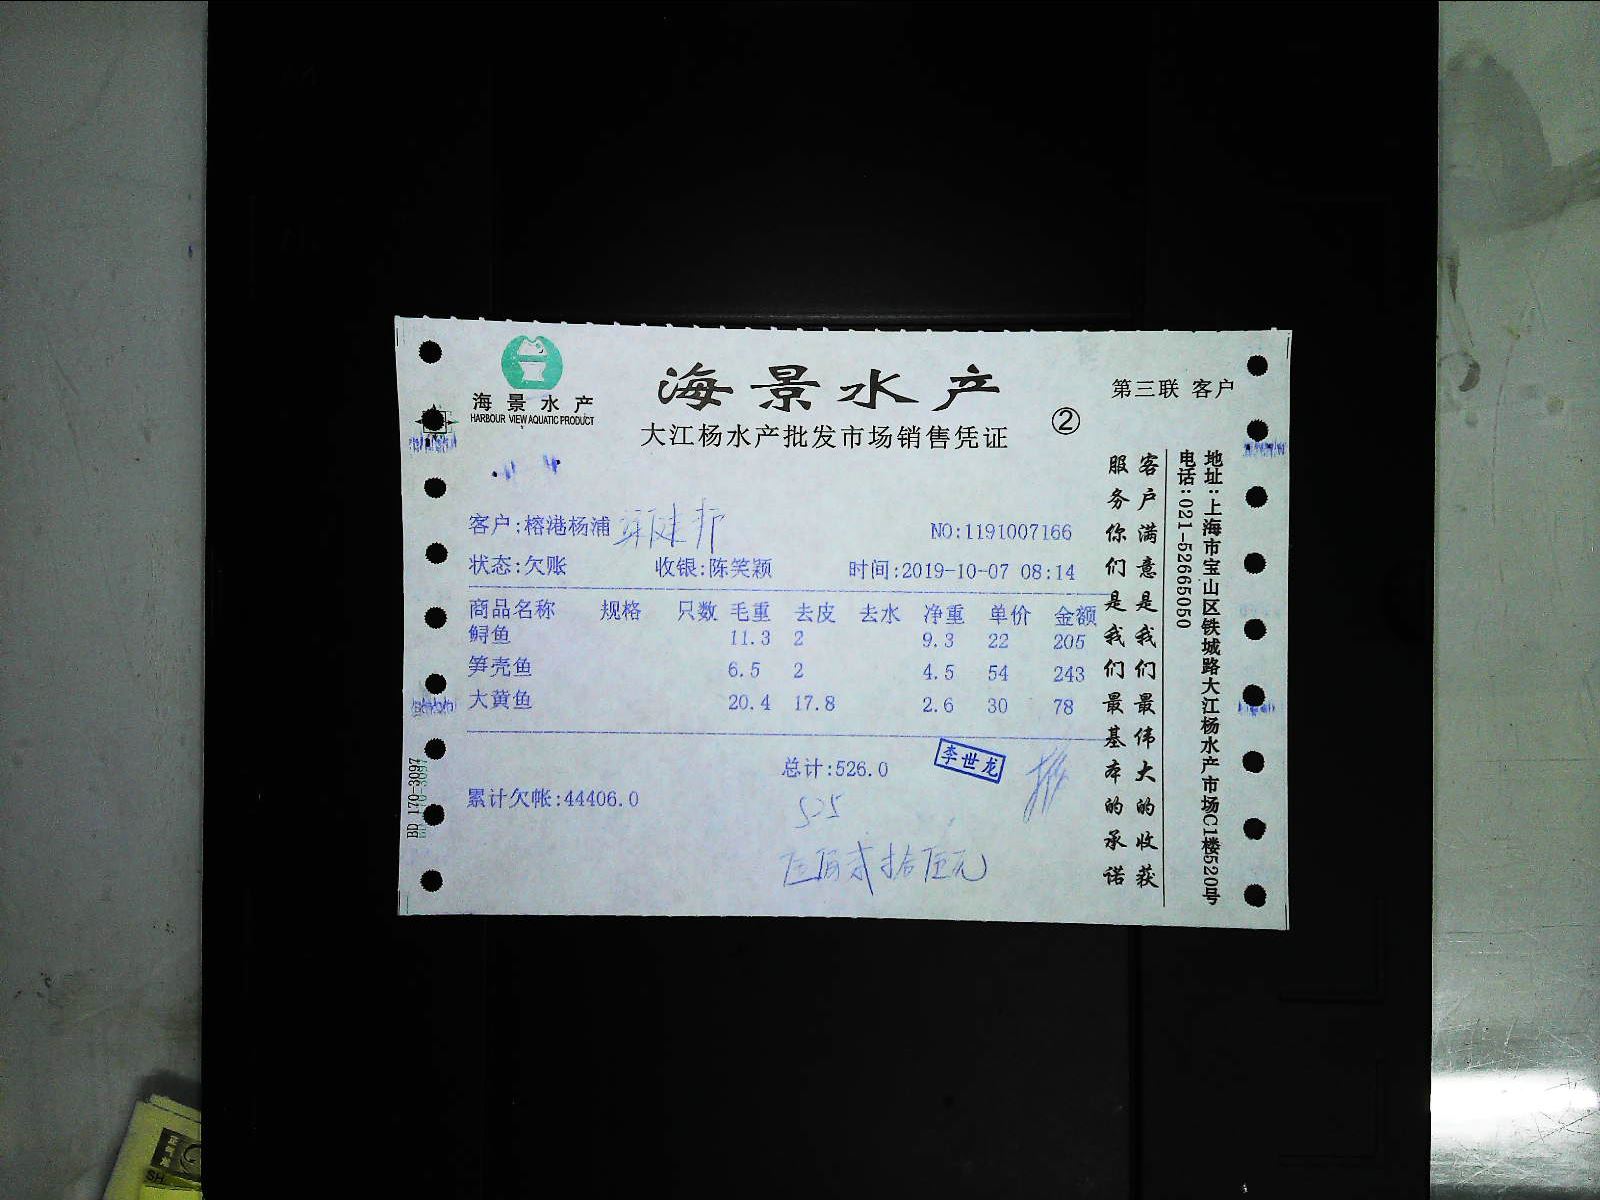 海景水产
HARBOUR VIEW AQUATIC PRODUCT
海景水产
大江杨水产批发市场销售凭证
②
第三联 客户
客户:榕港杨浦
NO:1191007166
状态:欠账 收银:陈笑颖 时间:2019-10-07 08:14
商品名称 规格 只数 毛重 去皮 去水 净重 单价 金额
鲟鱼 11.3 2 9.3 22 205
笋壳鱼 6.5 2 4.5 54 243
大黄鱼 20.4 17.8 2.6 30 78
总计:526.0
李世龙
累计欠帐:44406.0
525
伍佰贰拾伍元
客户满意是我们最伟大的收获
服务你们是我们最基本的承诺
地址:上海市宝山区铁城路大江杨水产市场C1楼520号
电话:021-52665050
BD 170-3097
SH.